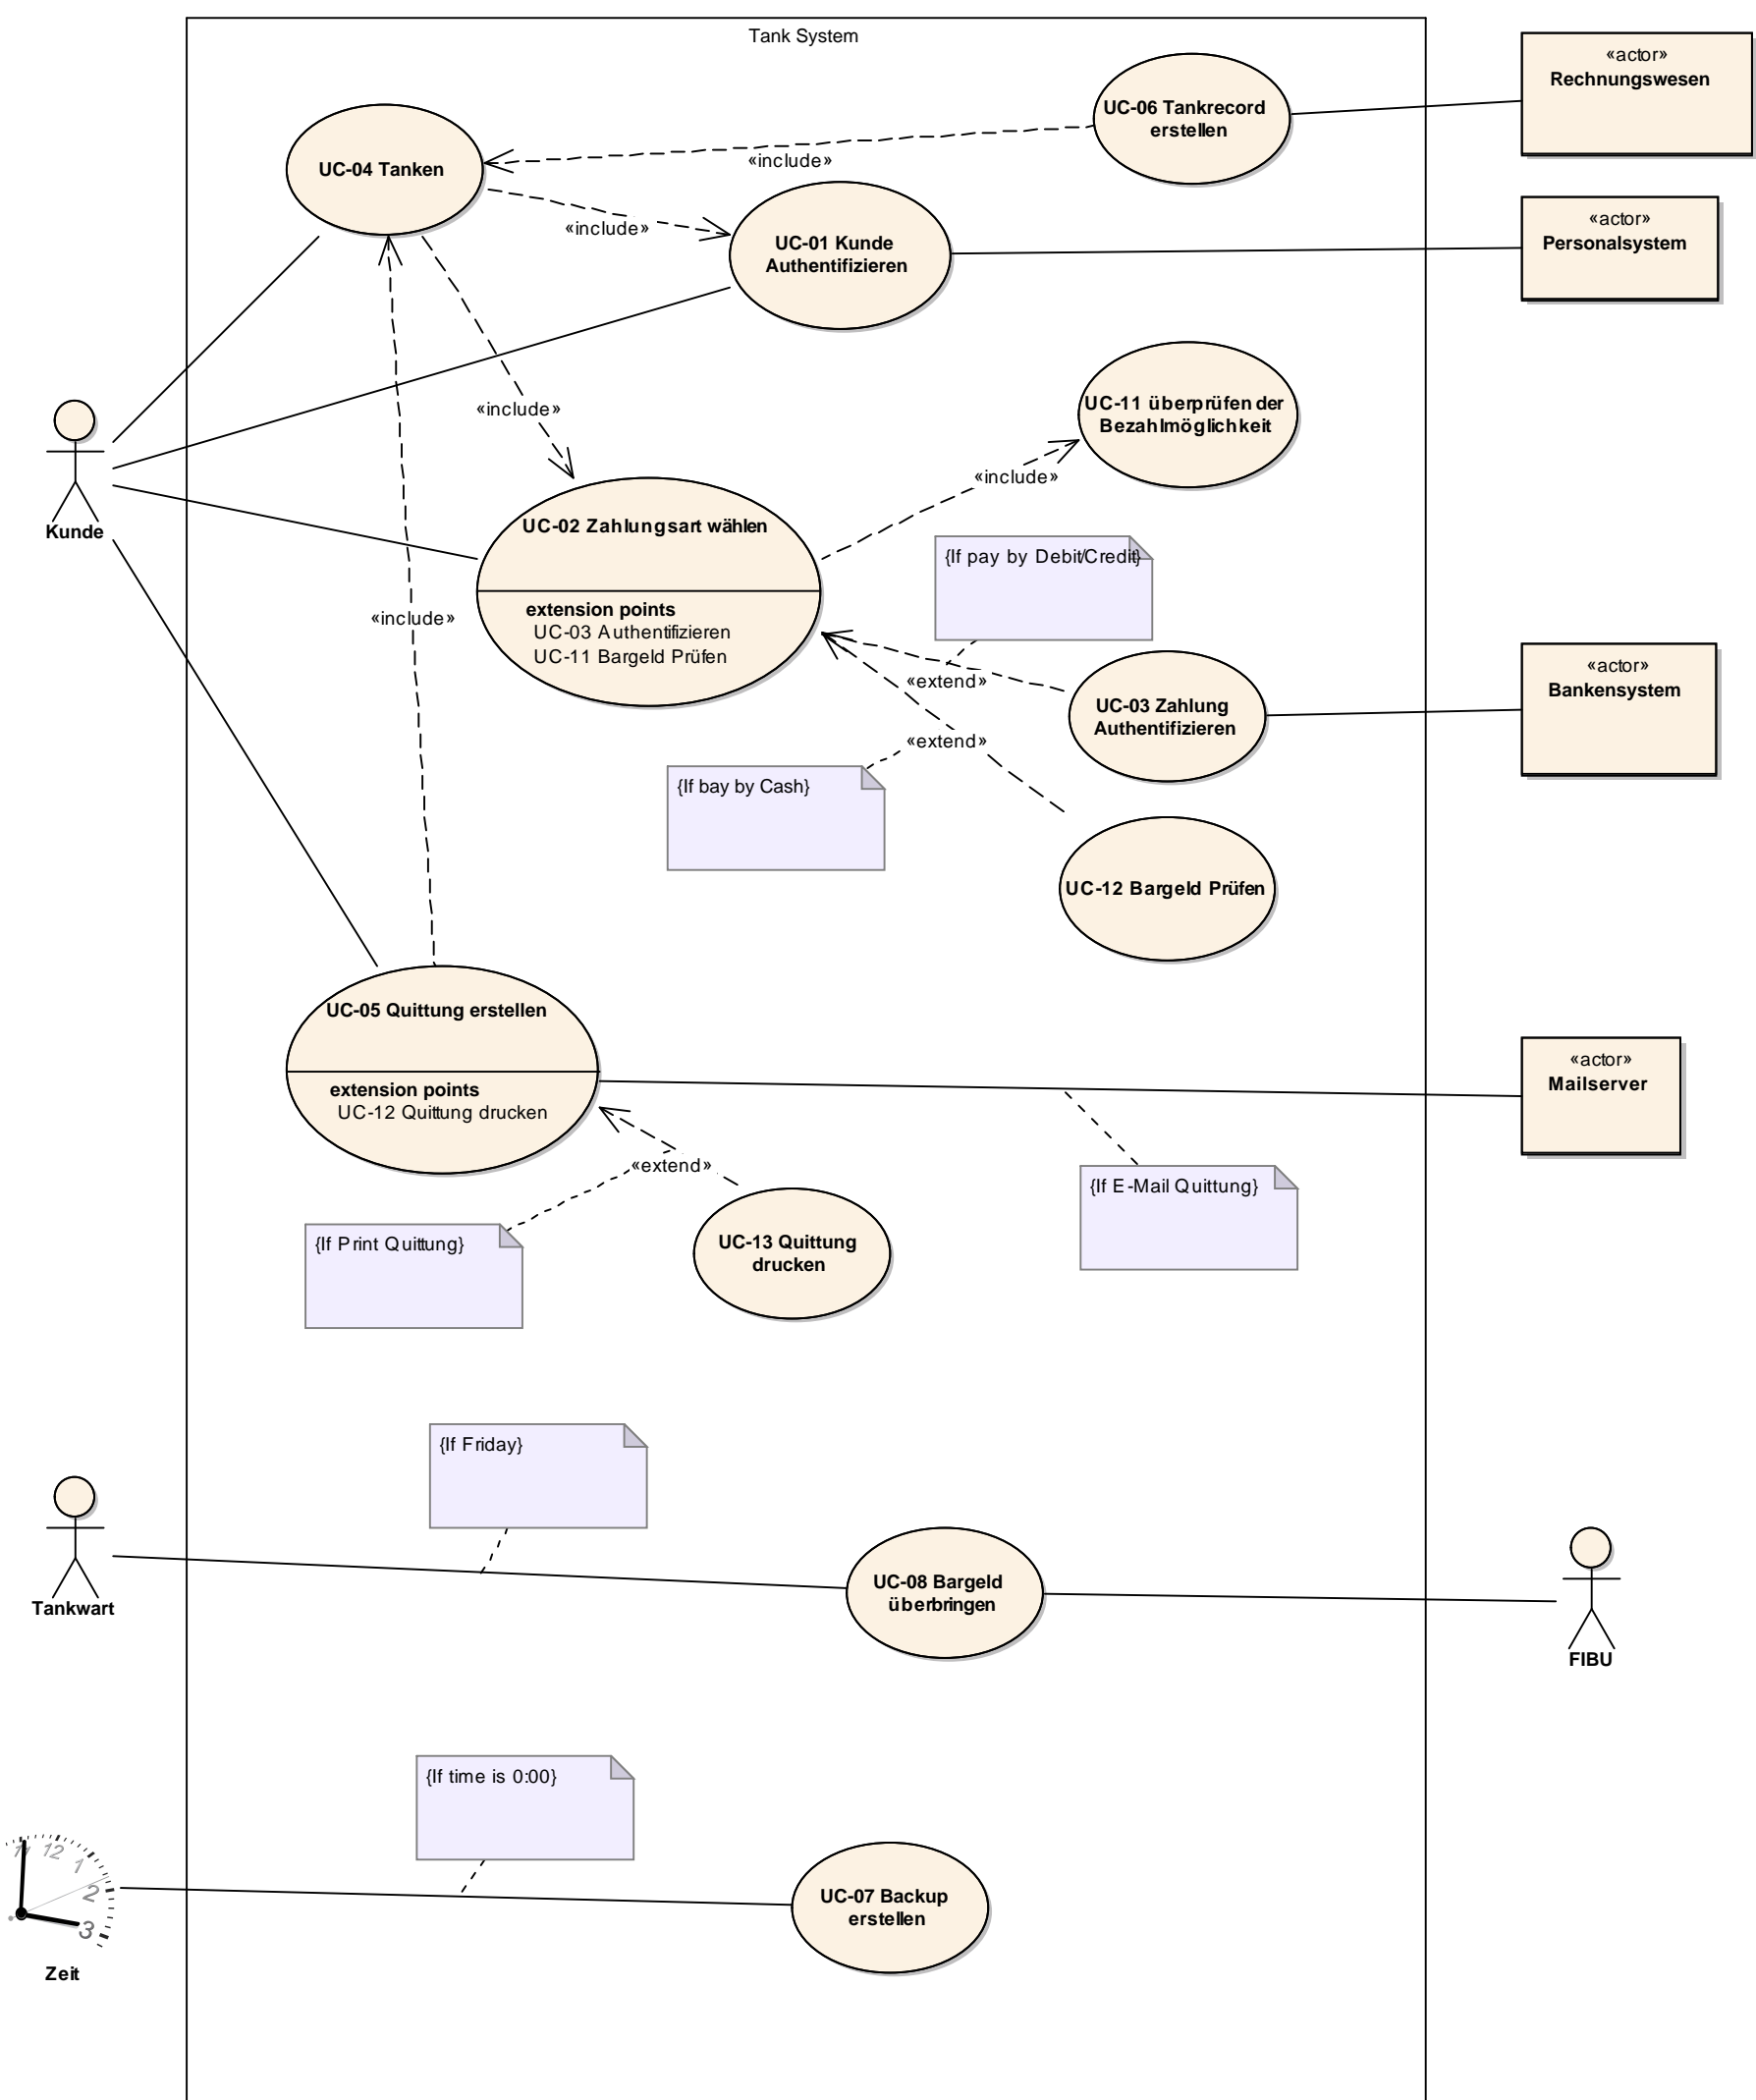 Tank System
«actor»
Rechnungswesen
UC-06 Tankrecord
erstellen
UC-04 Tanken
«include»
«include»
UC-01 Kunde
Authentifizieren
«actor»
Personalsystem
Kunde
«include»
UC-11 überprüfen der
Bezahlmöglichkeit
«include»
UC-02 Zahlungsart wählen
extension points
UC-03 Authentifizieren
UC-11 Bargeld Prüfen
{If pay by Debit/Credit}
«include»
«extend»
UC-03 Zahlung
Authentifizieren
«actor»
Bankensystem
«extend»
{If bay by Cash}
UC-12 Bargeld Prüfen
UC-05 Quittung erstellen
extension points
UC-12 Quittung drucken
«actor»
Mailserver
«extend»
{If E-Mail Quittung}
{If Print Quittung}
UC-13 Quittung
drucken
{If Friday}
Tankwart
UC-08 Bargeld
überbringen
FIBU
{If time is 0:00}
11
12
1
2
3
Zeit
UC-07 Backup
erstellen